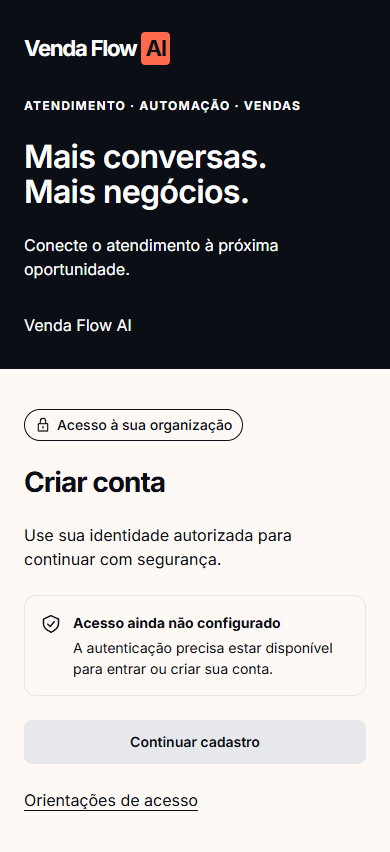 Venda Flow AI
ATENDIMENTO · AUTOMAÇÃO · VENDAS
Mais conversas.
Mais negócios.
Conecte o atendimento à próxima
oportunidade.
Venda Flow AI
Acesso à sua organização
Criar conta
Use sua identidade autorizada para
continuar com segurança.
Acesso ainda não configurado
A autenticação precisa estar disponível
para entrar ou criar sua conta.
Continuar cadastro
Orientações de acesso